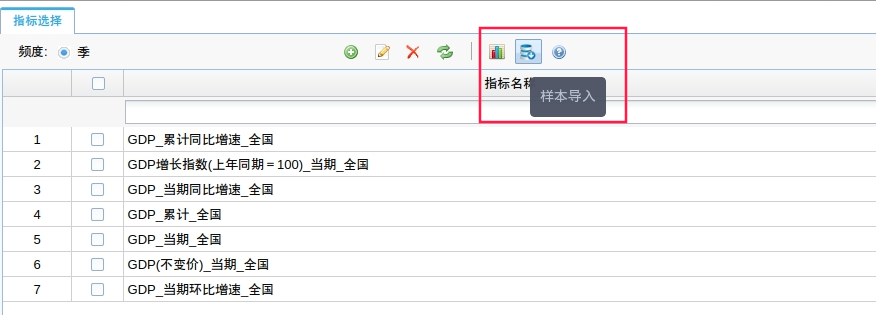 指标选择
频度: 季
指标名称
样本导入
1 GDP_累计同比增速_全国
2 GDP增长指数(上年同期＝100)_当期_全国
3 GDP_当期同比增速_全国
4 GDP_累计_全国
5 GDP_当期_全国
6 GDP(不变价)_当期_全国
7 GDP_当期环比增速_全国